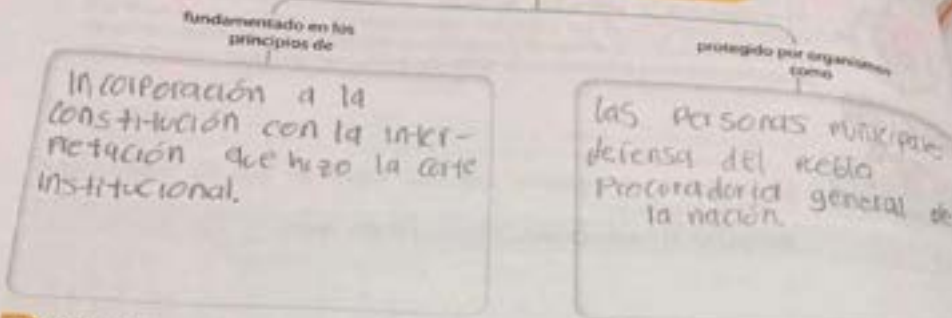 fundamentado en los
principios de
Incorporación a la
constitución con la inter-
pretación que hizo la corte
institucional.
protegido por organismos
como
las personas municipales
defensa del pueblo
Procuradoria general de
la nación